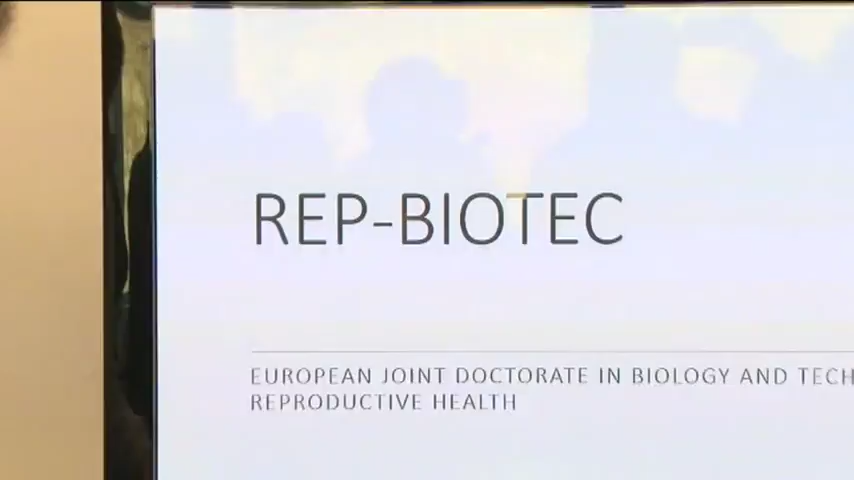 REP-BIOTEC
EUROPEAN JOINT DOCTORATE IN BIOLOGY AND TECH
REPRODUCTIVE HEALTH